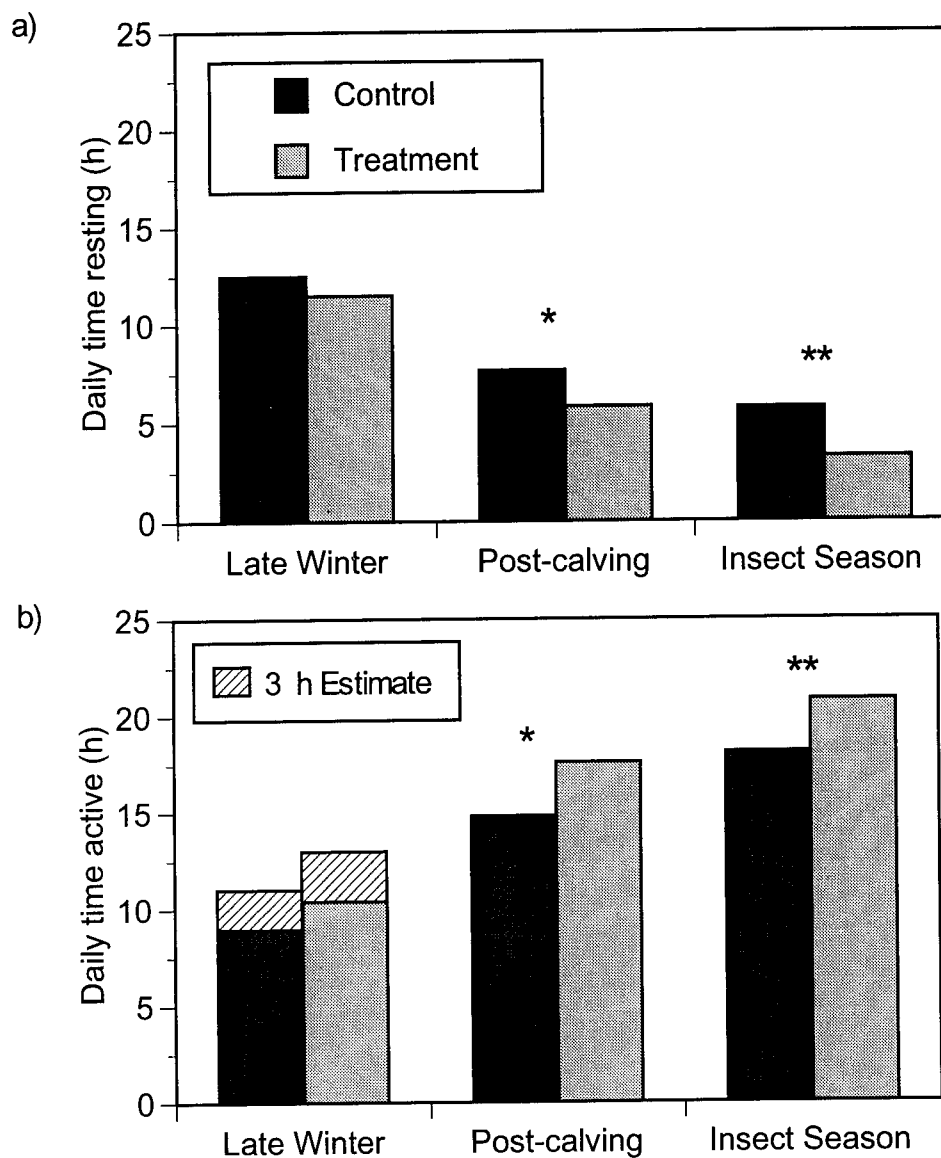 a)
25
20
15
10
5
0
Daily time resting (h)
Control
Treatment
*
**
Late Winter
Post-calving
Insect Season
b)
25
20
15
10
5
0
Daily time active (h)
3 h Estimate
*
**
Late Winter
Post-calving
Insect Season